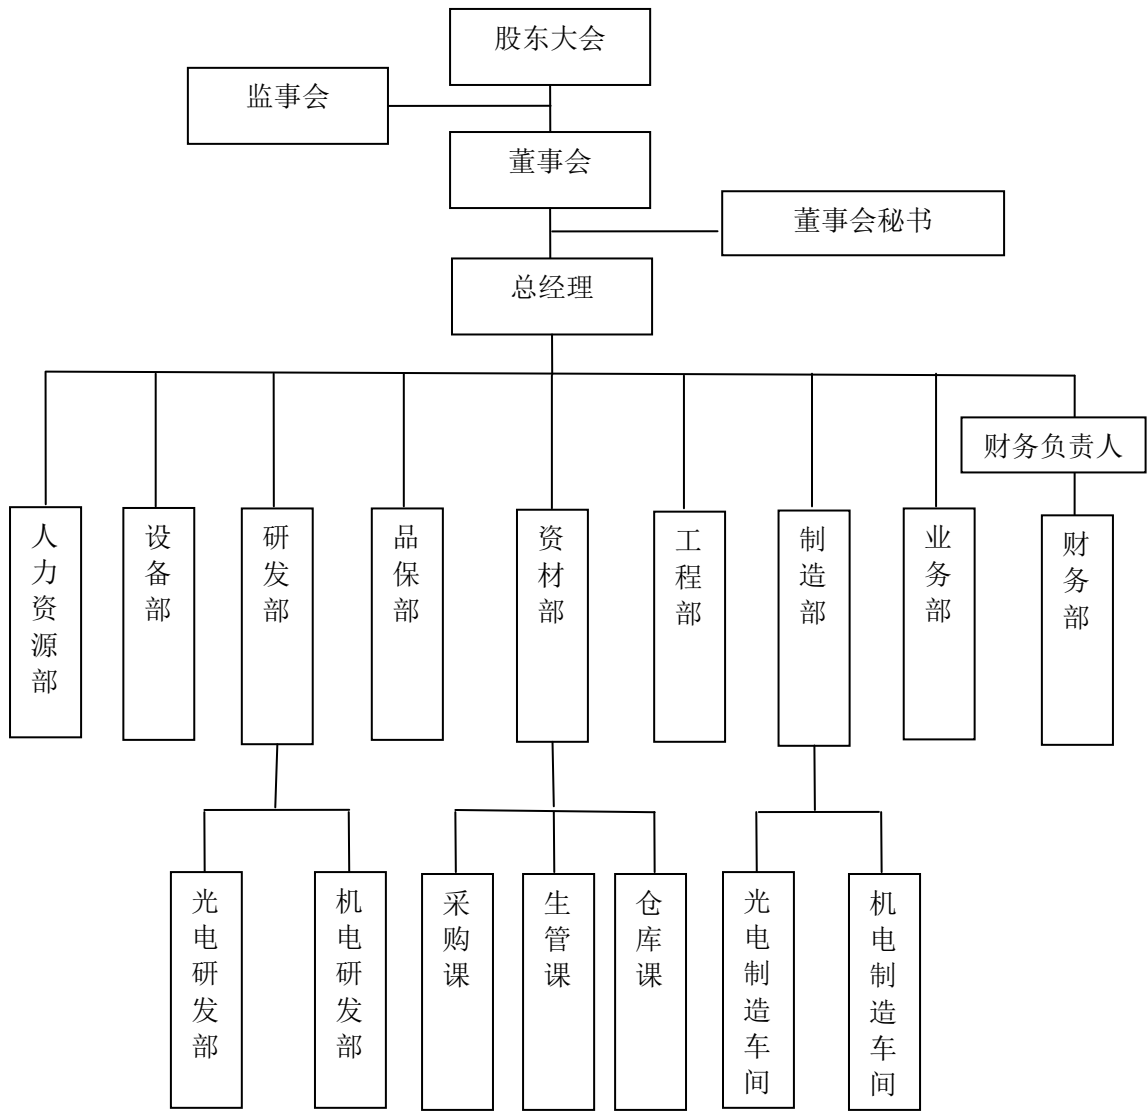 股东大会
监事会
董事会
董事会秘书
总经理
财务负责人
人力资源部
设备部
研发部
品保部
资材部
工程部
制造部
业务部
财务部
光电研发部
机电研发部
采购课
生管课
仓库课
光电制造车间
机电制造车间